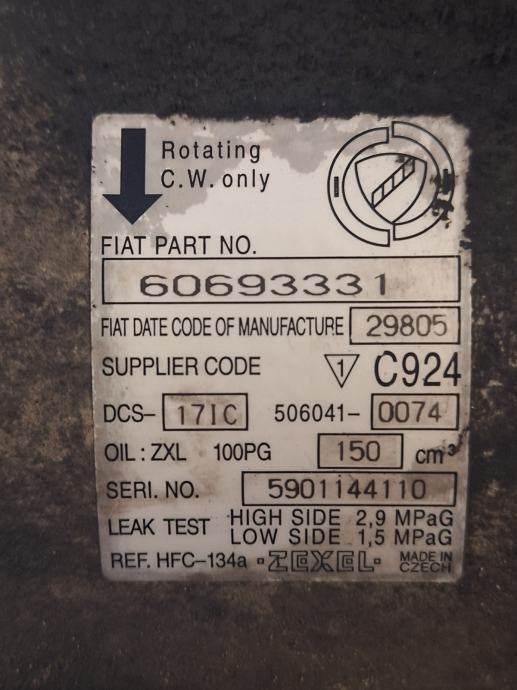 Rotating
C.W. only
FIAT PART NO.
60693331
FIAT DATE CODE OF MANUFACTURE 29805
SUPPLIER CODE 1 C924
DCS- 17IC 506041- 0074
OIL : ZXL 100PG 150 cm³
SERI. NO. 5901144110
LEAK TEST HIGH SIDE 2,9 MPaG
LOW SIDE 1,5 MPaG
REF. HFC-134a ·ZEXEL· MADE IN
CZECH